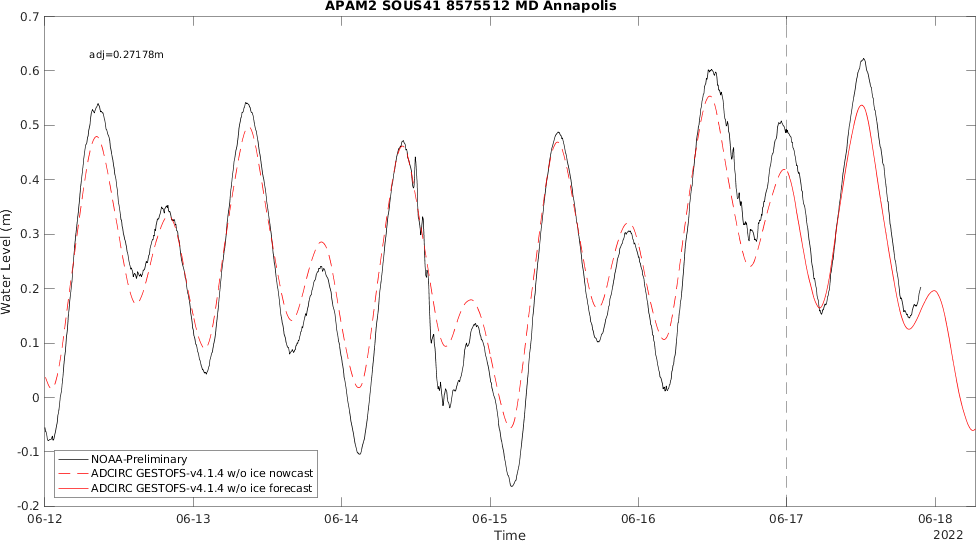 APAM2 SOUS41 8575512 MD Annapolis
0.7
adj=0.27178m
0.6
0.5
0.4
0.3
0.2
0.1
0
-0.1
-0.2
Water Level (m)
NOAA-Preliminary
ADCIRC GESTOFS-v4.1.4 w/o ice nowcast
ADCIRC GESTOFS-v4.1.4 w/o ice forecast
06-12 06-13 06-14 06-15 06-16 06-17 06-18
Time
2022